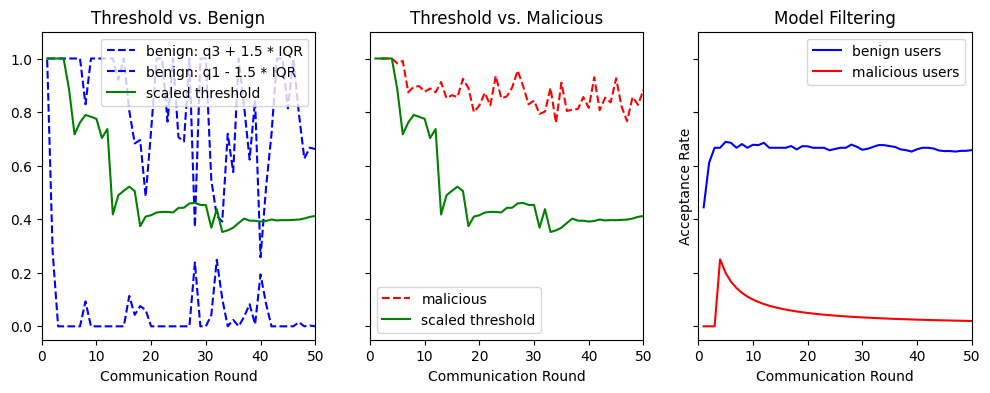 Threshold vs. Benign
benign: q3 + 1.5 * IQR
benign: q1 - 1.5 * IQR
scaled threshold
1.0
0.8
0.6
0.4
0.2
0.0
0 10 20 30 40 50
Communication Round
Threshold vs. Malicious
malicious
scaled threshold
0 10 20 30 40 50
Communication Round
Model Filtering
benign users
malicious users
Acceptance Rate
0 10 20 30 40 50
Communication Round